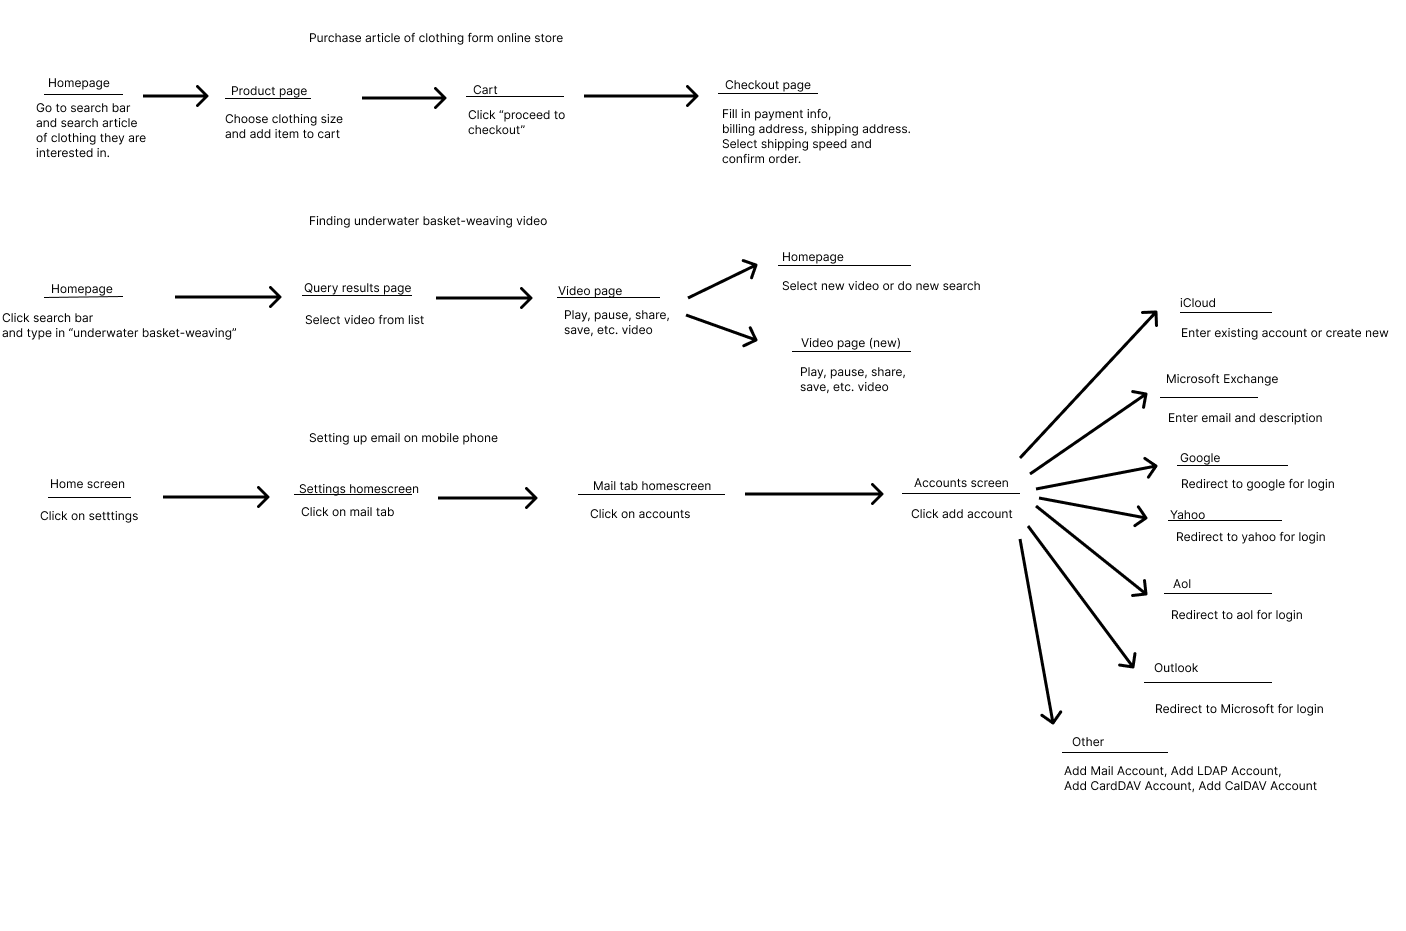 Purchase article of clothing form online store
Homepage
Go to search bar
and search article
of clothing they are
interested in.
Product page
Choose clothing size
and add item to cart
Cart
Click “proceed to
checkout”
Checkout page
Fill in payment info,
billing address, shipping address.
Select shipping speed and
confirm order.
Finding underwater basket-weaving video
Homepage
Click search bar
and type in “underwater basket-weaving”
Query results page
Select video from list
Video page
Play, pause, share,
save, etc. video
Homepage
Select new video or do new search
Video page (new)
Play, pause, share,
save, etc. video
Setting up email on mobile phone
Home screen
Click on setttings
Settings homescreen
Click on mail tab
Mail tab homescreen
Click on accounts
Accounts screen
Click add account
iCloud
Enter existing account or create new
Microsoft Exchange
Enter email and description
Google
Redirect to google for login
Yahoo
Redirect to yahoo for login
Aol
Redirect to aol for login
Outlook
Redirect to Microsoft for login
Other
Add Mail Account, Add LDAP Account,
Add CardDAV Account, Add CalDAV Account